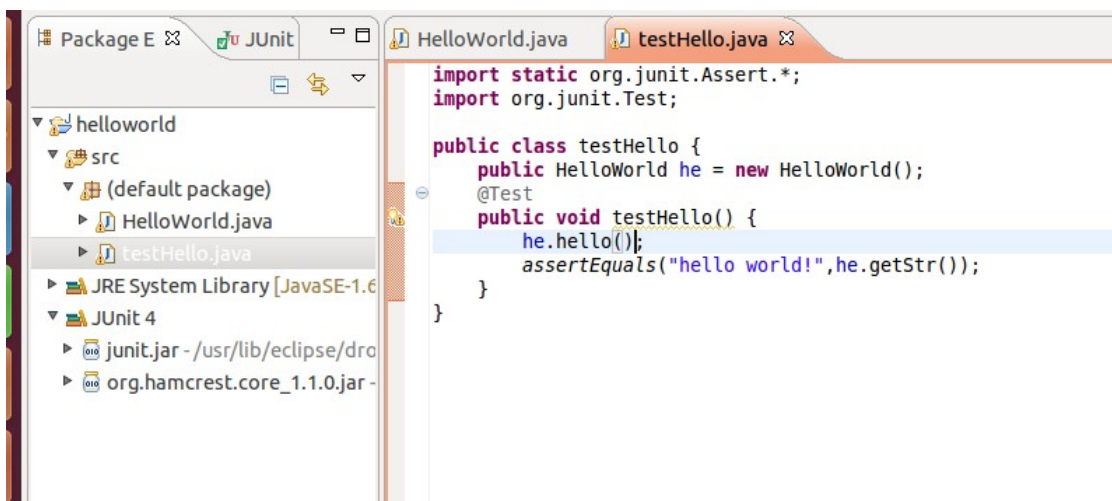 Package E JUnit
helloworld
src
(default package)
HelloWorld.java
testHello.java
JRE System Library [JavaSE-1.6
JUnit 4
junit.jar - /usr/lib/eclipse/dro
org.hamcrest.core_1.1.0.jar -
HelloWorld.java testHello.java
import static org.junit.Assert.*;
import org.junit.Test;
public class testHello {
public HelloWorld he = new HelloWorld();
@Test
public void testHello() {
he.hello();
assertEquals("hello world!",he.getStr());
}
}